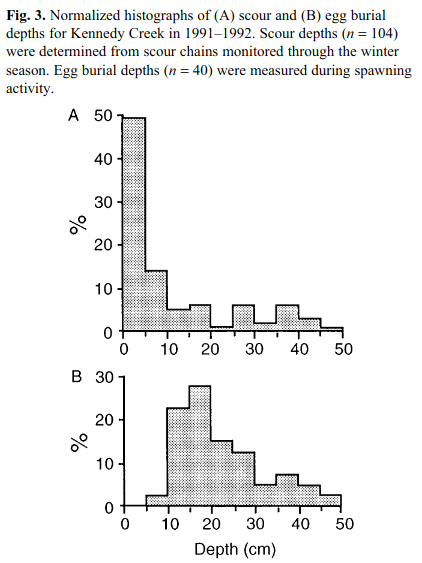 Fig. 3. Normalized histographs of (A) scour and (B) egg burial
depths for Kennedy Creek in 1991–1992. Scour depths (n = 104)
were determined from scour chains monitored through the winter
season. Egg burial depths (n = 40) were measured during spawning
activity.
A 50
40
30
%
20
10
0
0 10 20 30 40 50
B 30
20
%
10
0
0 10 20 30 40 50
Depth (cm)